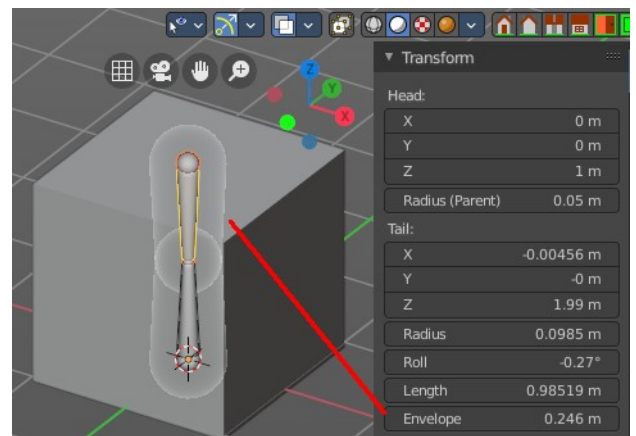 Transform
Z
Y
X
Head:
X 0 m
Y 0 m
Z 1 m
Radius (Parent) 0.05 m
Tail:
X -0.00456 m
Y -0 m
Z 1.99 m
Radius 0.0985 m
Roll -0.27°
Length 0.98519 m
Envelope 0.246 m